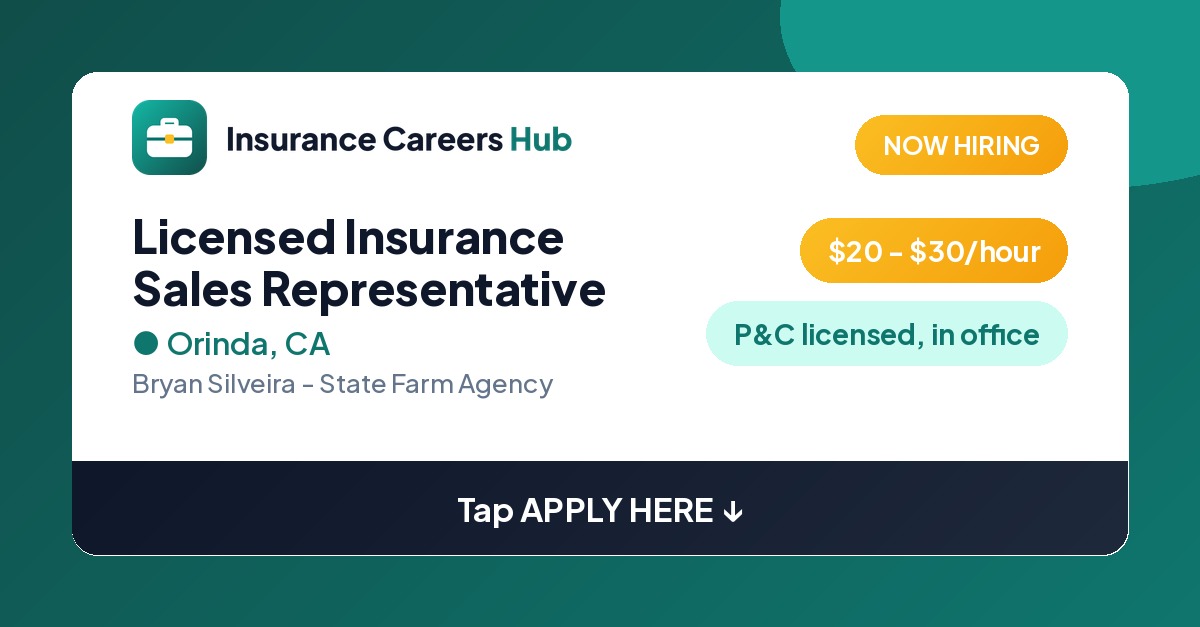 Insurance Careers Hub
NOW HIRING
Licensed Insurance
Sales Representative
$20 – $30/hour
Orinda, CA
P&C licensed, in office
Bryan Silveira – State Farm Agency
Tap APPLY HERE ↓